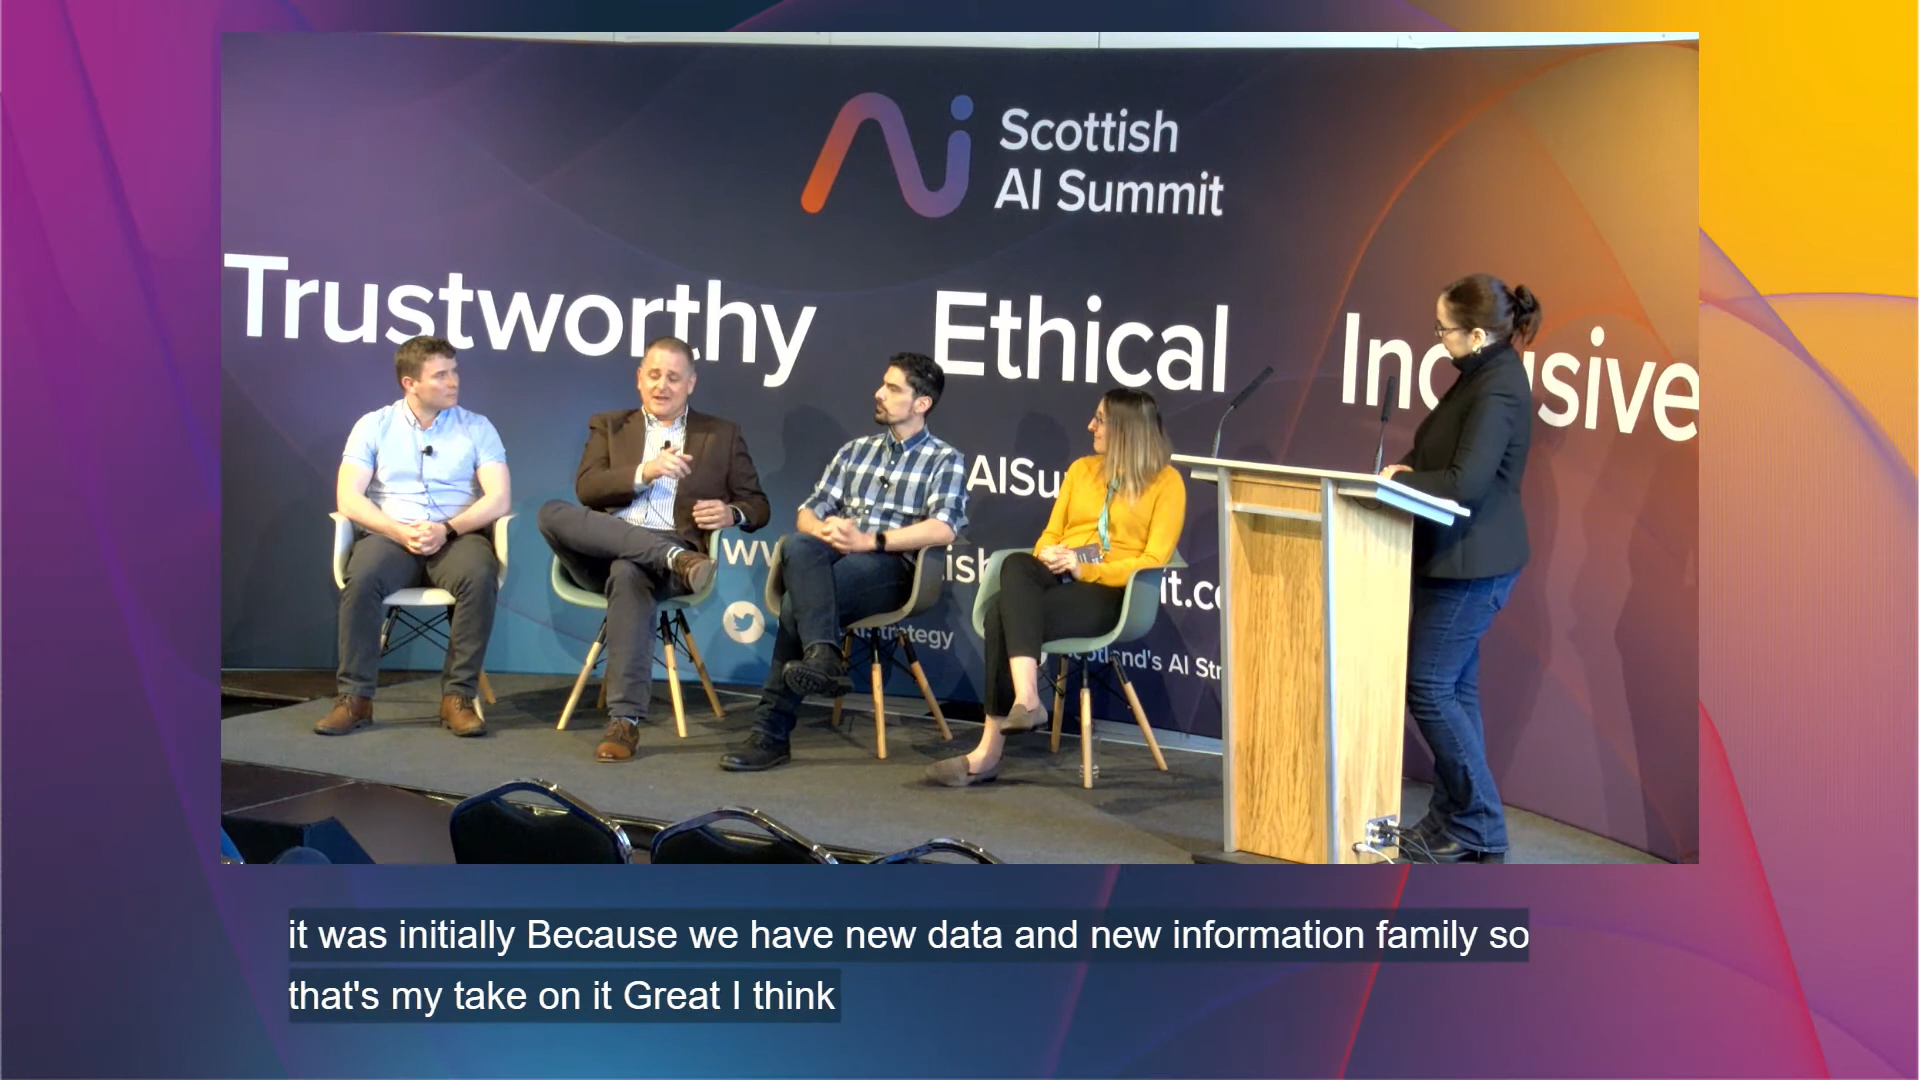 Scottish
AI Summit
Trustworthy Ethical Inclusive
it was initially Because we have new data and new information family so
that's my take on it Great I think